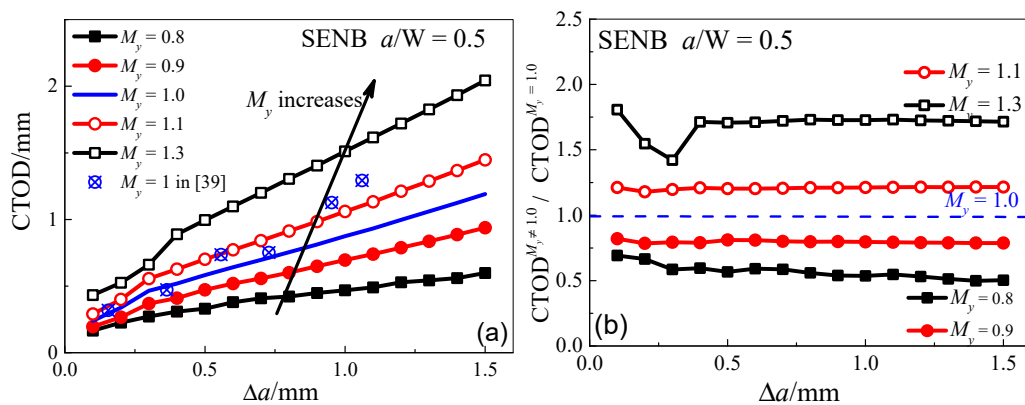 SENB a/W = 0.5
M_y = 0.8
M_y = 0.9
M_y = 1.0
M_y = 1.1
M_y = 1.3
M_y = 1 in [39]
M_y increases
(a)
CTOD/mm
2
1
0
0.0 0.5 1.0 1.5
Δa/mm
SENB a/W = 0.5
M_y = 1.1
M_y = 1.3
M_y = 1.0
M_y = 0.8
M_y = 0.9
(b)
CTOD^{M_y ≠ 1.0} / CTOD^{M_y = 1.0}
2.5
2.0
1.5
1.0
0.5
0.0
0.0 0.5 1.0 1.5
Δa/mm